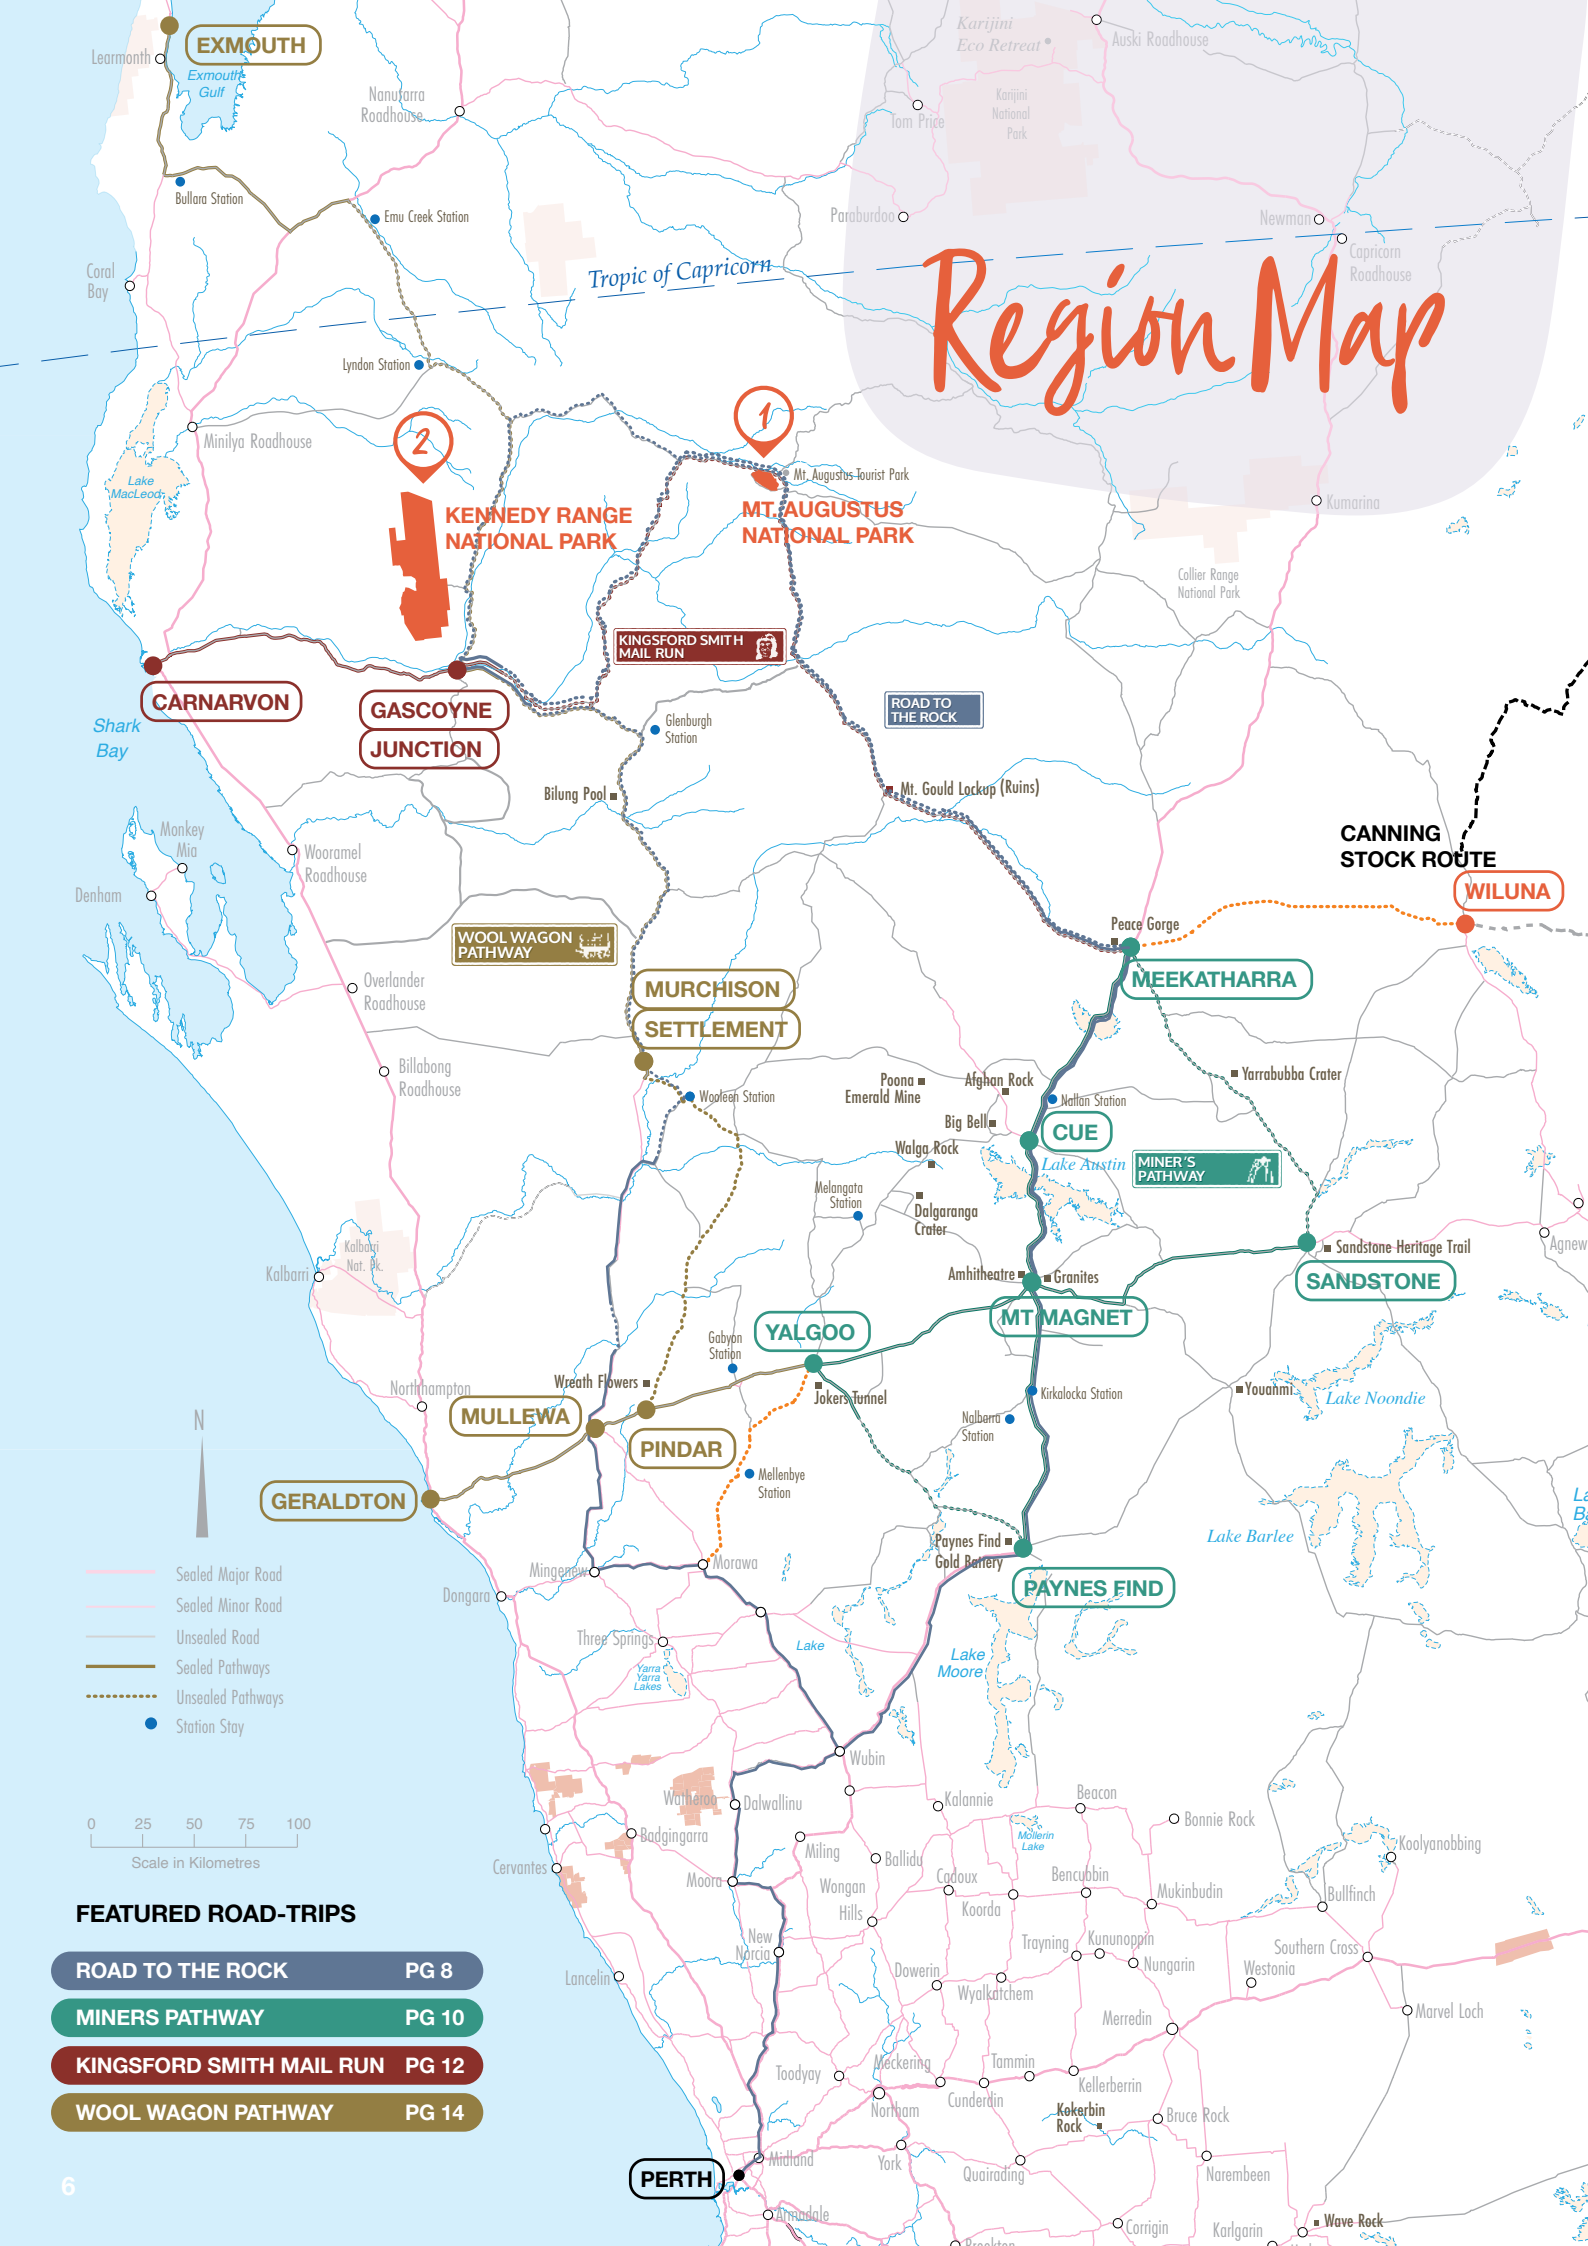 EXMOUTH
Learmonth
Exmouth
Gulf
Nanutarra
Roadhouse
Karijini
Eco Retreat
Auski Roadhouse
Karijini
National
Park
Tom Price
Bullara Station
Emu Creek Station
Paraburdoo
Newman
Capricorn
Roadhouse
Coral
Bay
Tropic of Capricorn
Region Map
Lyndon Station
2
1
Minilya Roadhouse
Mt. Augustus Tourist Park
Lake
MacLeod
KENNEDY RANGE
NATIONAL PARK
MT. AUGUSTUS
NATIONAL PARK
Kumarina
Collier Range
National Park
KINGSFORD SMITH
MAIL RUN
CARNARVON
GASCOYNE
JUNCTION
ROAD TO
THE ROCK
Shark
Bay
Glenburgh
Station
Bilung Pool
Mt. Gould Lockup (Ruins)
CANNING
STOCK ROUTE
Monkey
Mia
Wooramel
Roadhouse
Denham
WILUNA
Peace Gorge
WOOL WAGON
PATHWAY
MEEKATHARRA
MURCHISON
SETTLEMENT
Overlander
Roadhouse
Billabong
Roadhouse
Wooleen Station
Poona
Emerald Mine
Afghan Rock
Yarrabubba Crater
Nallan Station
Big Bell
CUE
Walga Rock
Lake Austin
MINER'S
PATHWAY
Melangata
Station
Dalgaranga
Crater
Kalbarri
Nat. Pk.
Kalbarri
Sandstone Heritage Trail
Agnew
Amhitheatre
Granites
SANDSTONE
MT MAGNET
YALGOO
Gabyon
Station
Wreath Flowers
Jokers Tunnel
Kirkalocka Station
Youanmi
Lake Noondie
Northampton
MULLEWA
Nalbarra
Station
N
PINDAR
Mellenbye
Station
GERALDTON
La
Ba
Lake Barlee
Paynes Find
Gold Battery
Mingenew
Morawa
PAYNES FIND
Dongara
Sealed Major Road
Sealed Minor Road
Unsealed Road
Sealed Pathways
Unsealed Pathways
Station Stay
Three Springs
Lake
Lake
Moore
Yarra
Yarra
Lakes
Wubin
Watheroo
Dalwallinu
Kalannie
Beacon
Bonnie Rock
0 25 50 75 100
Scale in Kilometres
Badgingarra
Mollerin
Lake
Koolyanobbing
Miling
Ballidu
Cervantes
Moora
Wongan
Hills
Cadoux
Bencubbin
Mukinbudin
Bullfinch
Koorda
FEATURED ROAD-TRIPS
New
Norcia
Trayning
Kununoppin
Nungarin
Southern Cross
Westonia
ROAD TO THE ROCK PG 8
Lancelin
Dowerin
Wyalkatchem
MINERS PATHWAY PG 10
Merredin
Marvel Loch
KINGSFORD SMITH MAIL RUN PG 12
Toodyay
Meckering
Tammin
Kellerberrin
Cunderdin
WOOL WAGON PATHWAY PG 14
Northam
Kokerbin
Rock
Bruce Rock
Midland
York
Quairading
Narembeen
PERTH
6
Armadale
Corrigin
Karlgarin
Wave Rock
Brookton